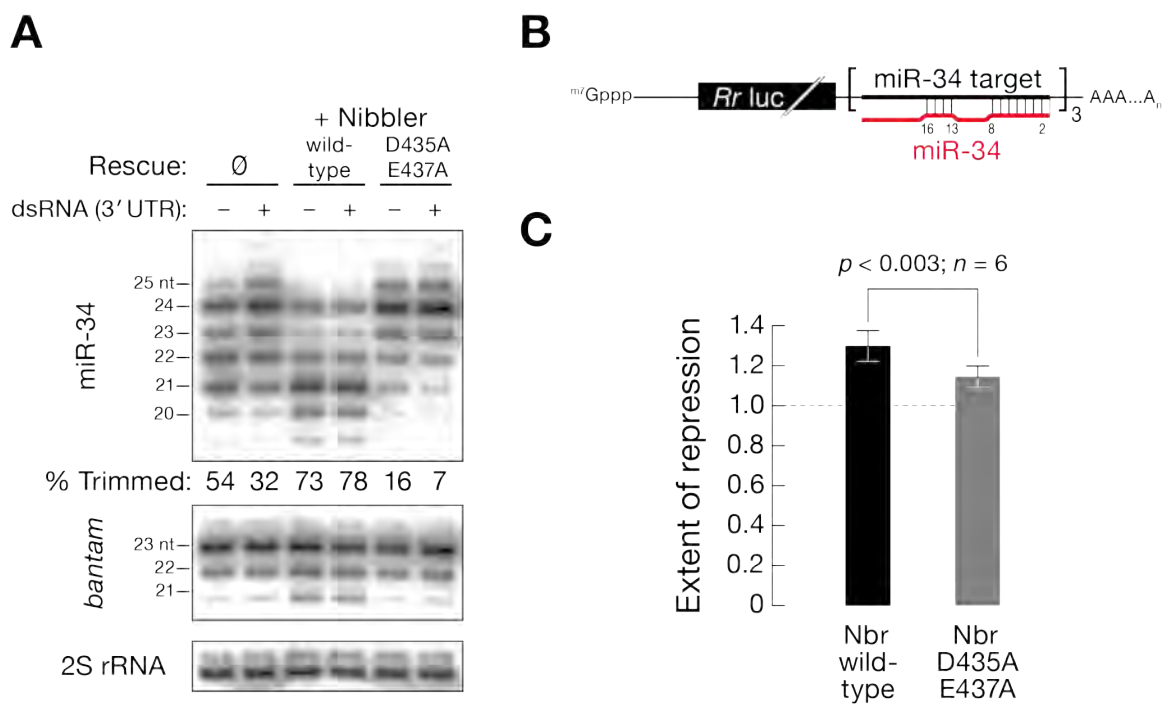 A
+ Nibbler
Rescue: Ø wild-type D435A E437A
dsRNA (3′ UTR): – + – + – +
miR-34
25 nt
24
23
22
21
20
% Trimmed: 54 32 73 78 16 7
bantam
23 nt
22
21
2S rRNA
B
m7Gppp Rr luc [ miR-34 target ]3 AAA...An
16 13 8 2
miR-34
C
p < 0.003; n = 6
Extent of repression
1.4
1.2
1.0
0.8
0.6
0.4
0.2
0
Nbr wild-type
Nbr D435A E437A